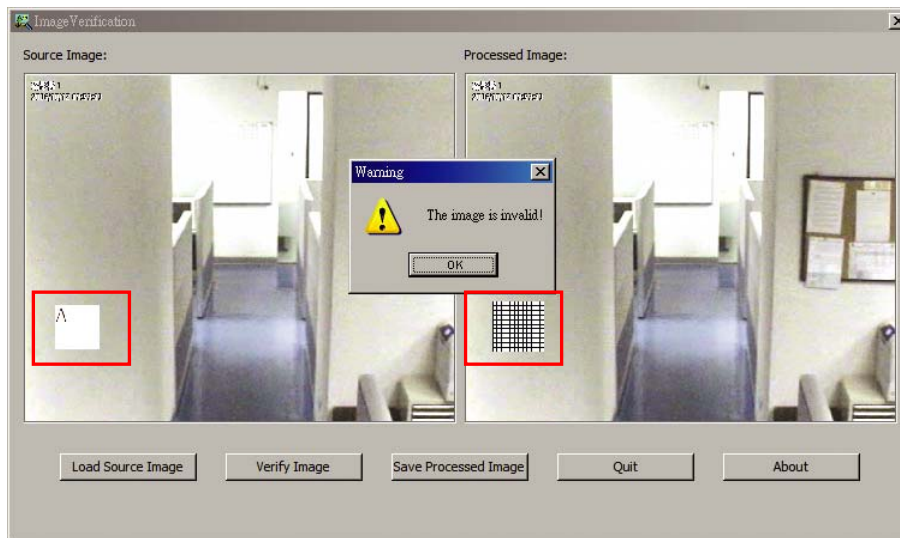 ImageVerification
Source Image:
Processed Image:
Warning
The image is invalid!
OK
Load Source Image
Verify Image
Save Processed Image
Quit
About